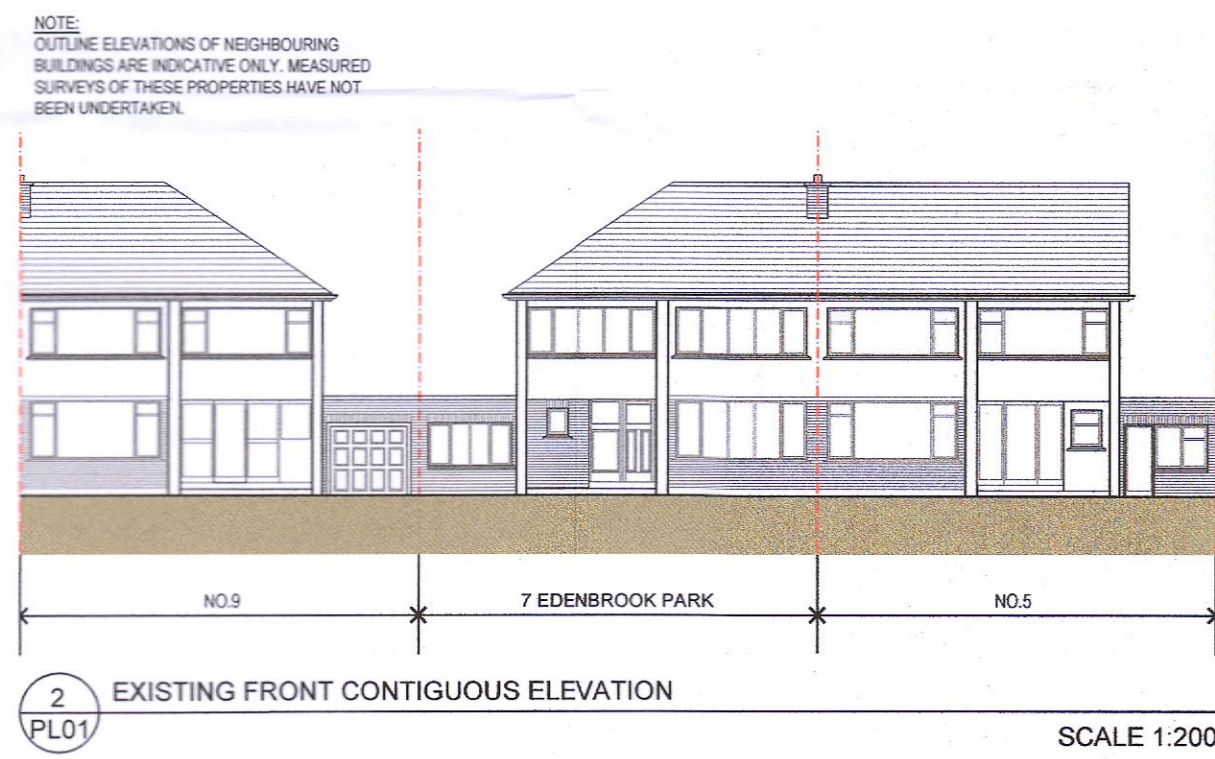 NOTE:
OUTLINE ELEVATIONS OF NEIGHBOURING
BUILDINGS ARE INDICATIVE ONLY. MEASURED
SURVEYS OF THESE PROPERTIES HAVE NOT
BEEN UNDERTAKEN.
NO.9
7 EDENBROOK PARK
NO.5
2
PL01
EXISTING FRONT CONTIGUOUS ELEVATION
SCALE 1:200